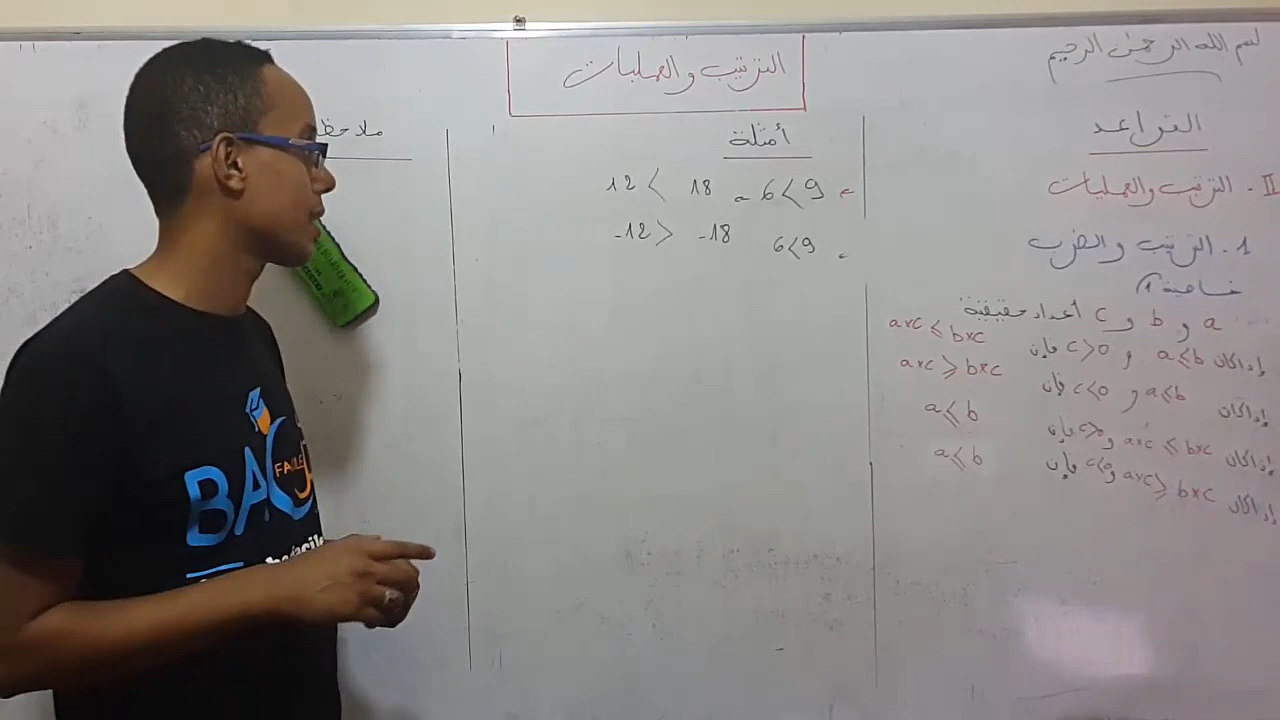 بسم الله الرحمن الرحيم
الترتيب والعمليات
القواعد
II - الترتيب والعمليات
1 - الترتيب والضرب
خاصية 1
a و b و c أعداد حقيقية
إذا كان a≤b و c>0 فإن a×c ≤ b×c
إذا كان a≤b و c<0 فإن a×c ≥ b×c
إذا كان a×c ≤ b×c و c>0 فإن a≤b
إذا كان a×c ≥ b×c و c<0 فإن a≤b
أمثلة
6<9 12 < 18
6<9 -12 > -18
ملاحظ
BAC
FACILE